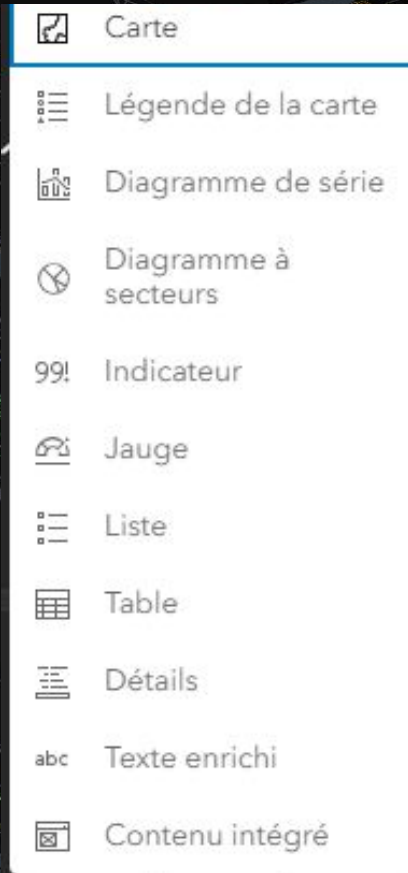 Carte
Légende de la carte
Diagramme de série
Diagramme à
secteurs
99! Indicateur
Jauge
Liste
Table
Détails
abc Texte enrichi
Contenu intégré